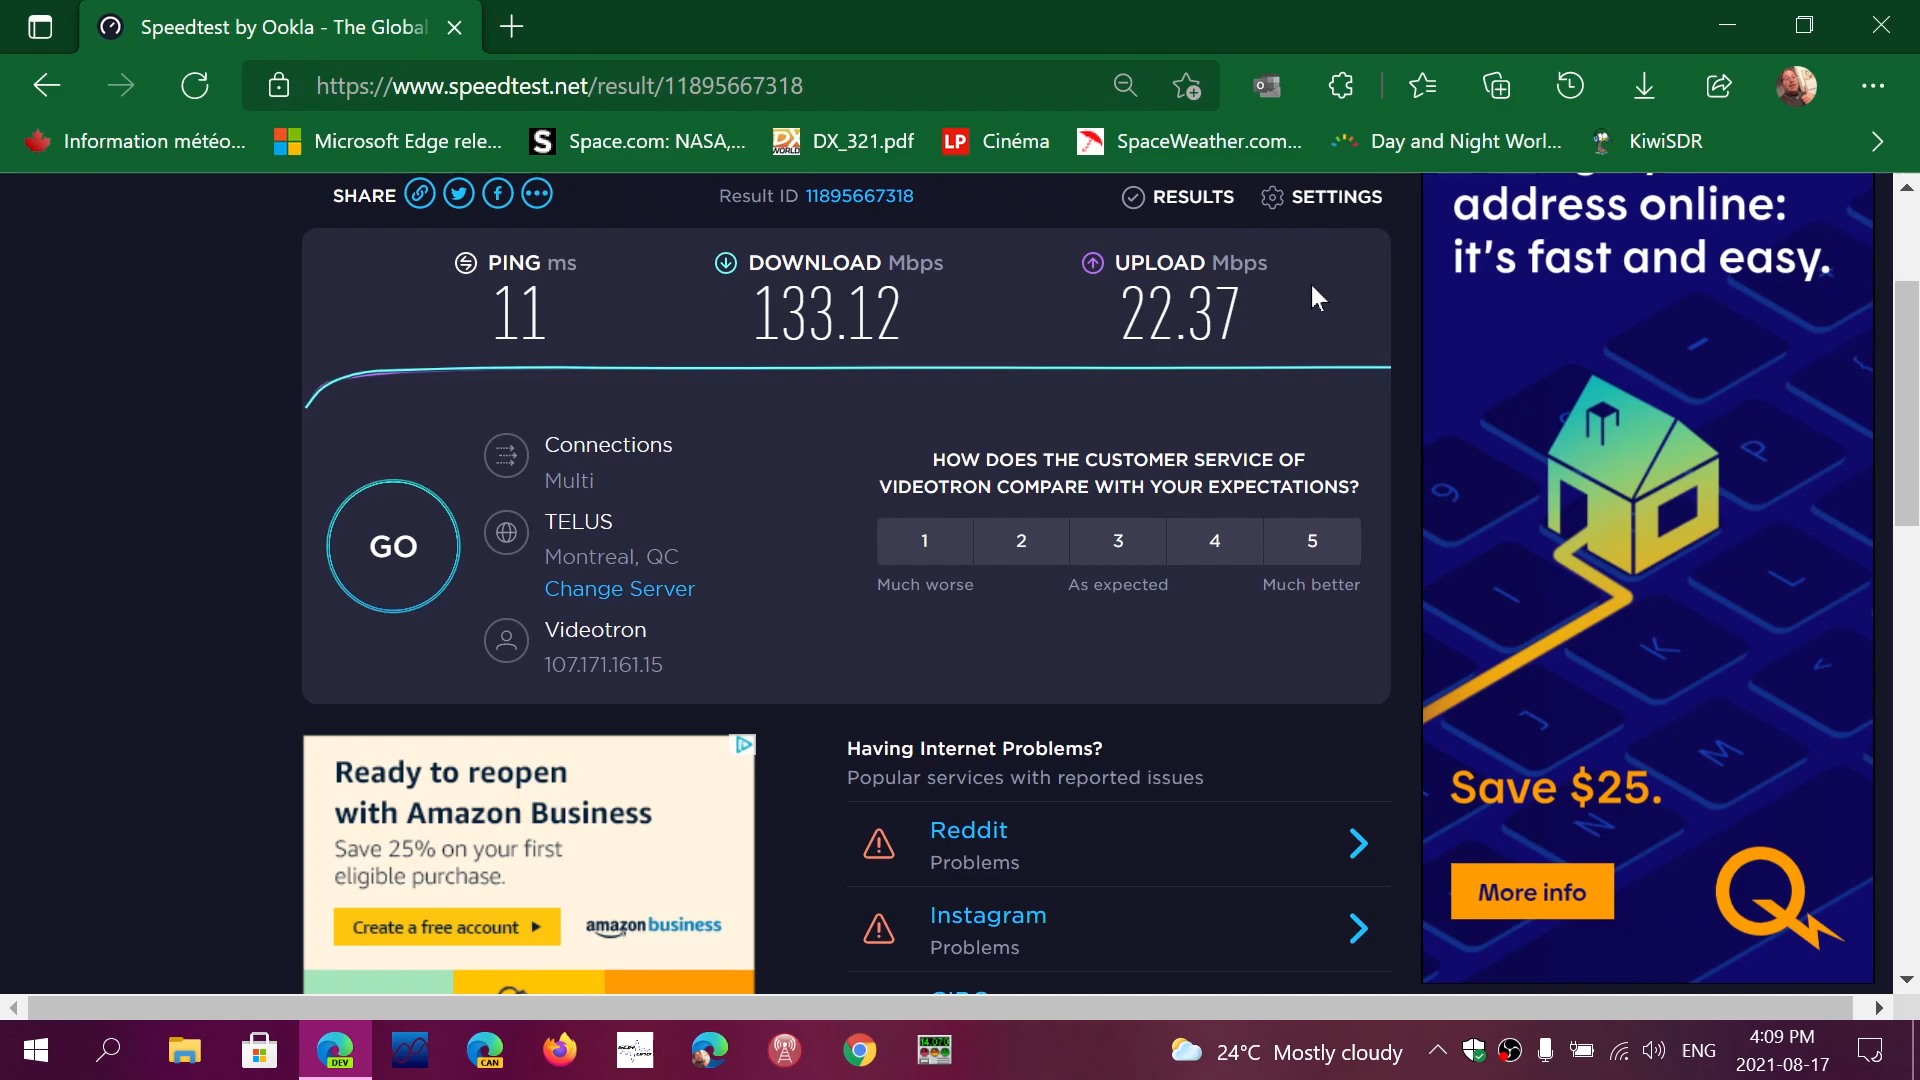 Speedtest by Ookla - The Global
https://www.speedtest.net/result/11895667318
Information météo...
Microsoft Edge rele...
Space.com: NASA,...
DX_321.pdf
LP Cinéma
SpaceWeather.com...
Day and Night Worl...
KiwiSDR
SHARE
Result ID 11895667318
RESULTS
SETTINGS
PING ms
11
DOWNLOAD Mbps
133.12
UPLOAD Mbps
22.37
GO
Connections
Multi
TELUS
Montreal, QC
Change Server
Videotron
107.171.161.15
HOW DOES THE CUSTOMER SERVICE OF
VIDEOTRON COMPARE WITH YOUR EXPECTATIONS?
1 2 3 4 5
Much worse As expected Much better
Ready to reopen
with Amazon Business
Save 25% on your first
eligible purchase.
Create a free account
amazon business
Having Internet Problems?
Popular services with reported issues
Reddit
Problems
Instagram
Problems
address online:
it's fast and easy.
Save $25.
More info
DEV
CAN
14.070
24°C Mostly cloudy
ENG
4:09 PM
2021-08-17